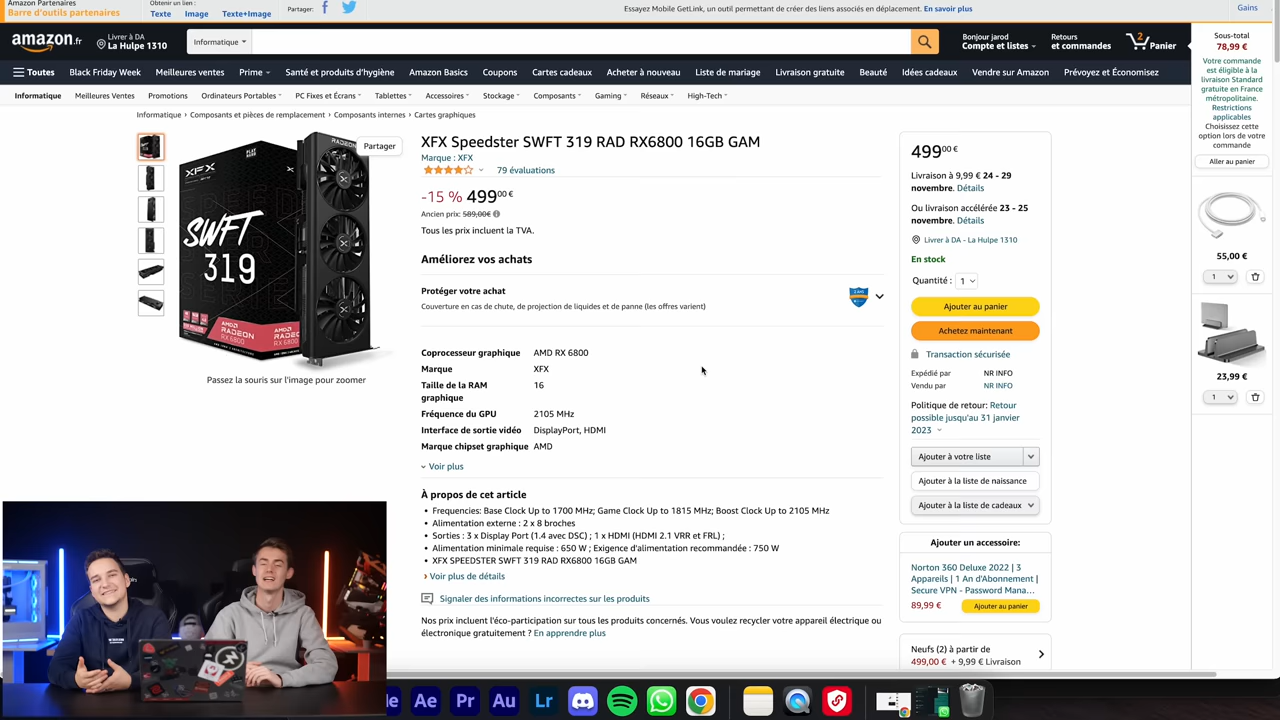 Amazon Partenaires
Barre d'outils partenaires
Obtenir un lien :
Texte Image Texte+Image
Partager:
Essayez Mobile GetLink, un outil permettant de créer des liens associés en déplacement. En savoir plus
Gains
amazon.fr
Livrer à DA
La Hulpe 1310
Informatique
Bonjour jarod
Compte et listes
Retours
et commandes
2
Panier
Toutes Black Friday Week Meilleures ventes Prime Santé et produits d'hygiène Amazon Basics Coupons Cartes cadeaux Acheter à nouveau Liste de mariage Livraison gratuite Beauté Idées cadeaux Vendre sur Amazon Prévoyez et Économisez
Informatique Meilleures Ventes Promotions Ordinateurs Portables PC Fixes et Écrans Tablettes Accessoires Stockage Composants Gaming Réseaux High-Tech
Informatique › Composants et pièces de remplacement › Composants internes › Cartes graphiques
Partager
XFX
SWFT
319
AMD
RADEON
RX 6800
AMD
RADEON
RX 6800
RADEON
Passez la souris sur l'image pour zoomer
XFX Speedster SWFT 319 RAD RX6800 16GB GAM
Marque : XFX
79 évaluations
-15 % 499,00 €
Ancien prix: 589,00€
Tous les prix incluent la TVA.
Améliorez vos achats
Protéger votre achat
Couverture en cas de chute, de projection de liquides et de panne (les offres varient)
Coprocesseur graphique AMD RX 6800
Marque XFX
Taille de la RAM 16
graphique
Fréquence du GPU 2105 MHz
Interface de sortie vidéo DisplayPort, HDMI
Marque chipset graphique AMD
Voir plus
À propos de cet article
• Frequencies: Base Clock Up to 1700 MHz; Game Clock Up to 1815 MHz; Boost Clock Up to 2105 MHz
• Alimentation externe : 2 x 8 broches
• Sorties : 3 x Display Port (1.4 avec DSC) ; 1 x HDMI (HDMI 2.1 VRR et FRL) ;
• Alimentation minimale requise : 650 W ; Exigence d'alimentation recommandée : 750 W
• XFX SPEEDSTER SWFT 319 RAD RX6800 16GB GAM
› Voir plus de détails
Signaler des informations incorrectes sur les produits
Nos prix incluent l'éco-participation sur tous les produits concernés. Vous voulez recycler votre appareil électrique ou
électronique gratuitement ? En apprendre plus
499,00 €
Livraison à 9,99 € 24 - 29
novembre. Détails
Ou livraison accélérée 23 - 25
novembre. Détails
Livrer à DA - La Hulpe 1310
En stock
Quantité : 1
Ajouter au panier
Achetez maintenant
Transaction sécurisée
Expédié par NR INFO
Vendu par NR INFO
Politique de retour: Retour
possible jusqu'au 31 janvier
2023
Ajouter à votre liste
Ajouter à la liste de naissance
Ajouter à la liste de cadeaux
Ajouter un accessoire:
Norton 360 Deluxe 2022 | 3
Appareils | 1 An d'Abonnement |
Secure VPN - Password Mana…
89,99 € Ajouter au panier
Neufs (2) à partir de
499,00 € + 9,99 € Livraison
Sous-total
78,99 €
Votre commande
est éligible à la
livraison Standard
gratuite en France
métropolitaine.
Restrictions
applicables
Choisissez cette
option lors de votre
commande
Aller au panier
55,00 €
1
23,99 €
1
Ae Pr Au Lr